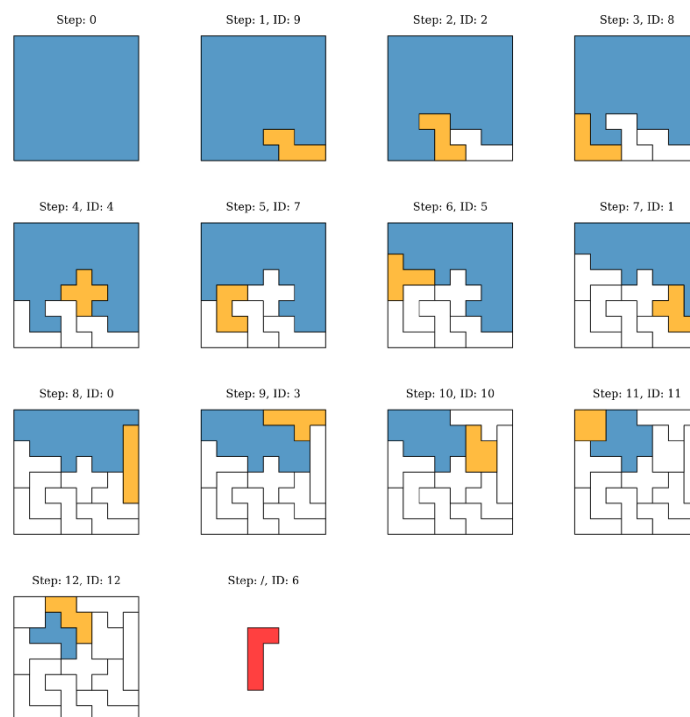 Step: 0
Step: 1, ID: 9
Step: 2, ID: 2
Step: 3, ID: 8
Step: 4, ID: 4
Step: 5, ID: 7
Step: 6, ID: 5
Step: 7, ID: 1
Step: 8, ID: 0
Step: 9, ID: 3
Step: 10, ID: 10
Step: 11, ID: 11
Step: 12, ID: 12
Step: /, ID: 6